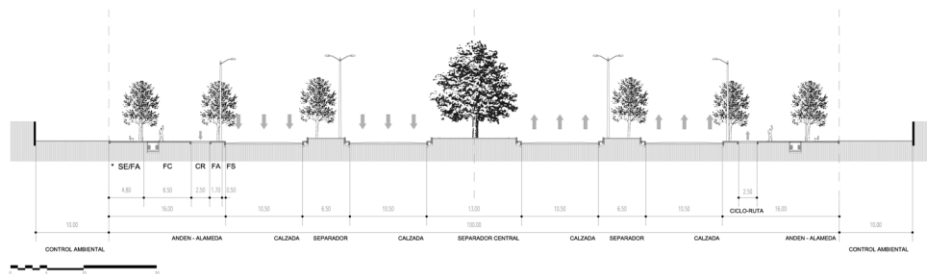 * SE/FA FC CR FA FS
4.80 6.50 2.50 1.70 0.50
2.50
CICLO-RUTA
16.00 10.50 6.50 10.50 13.00 10.50 6.50 10.50 16.00
10.00 100.00 10.00
ANDEN - ALAMEDA CALZADA SEPARADOR CALZADA SEPARADOR CENTRAL CALZADA SEPARADOR CALZADA ANDEN - ALAMEDA
CONTROL AMBIENTAL CONTROL AMBIENTAL